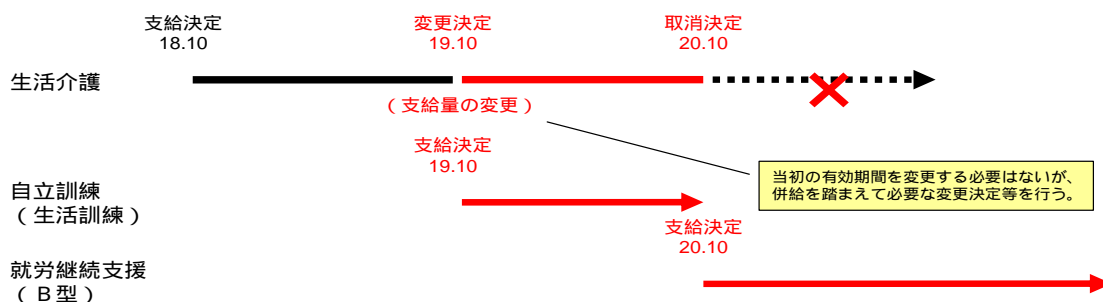 支給決定
18.10
変更決定
19.10
取消決定
20.10
生活介護
(支給量の変更)
支給決定
19.10
当初の有効期間を変更する必要はないが、
併給を踏まえて必要な変更決定等を行う。
自立訓練
(生活訓練)
支給決定
20.10
就労継続支援
(B型)